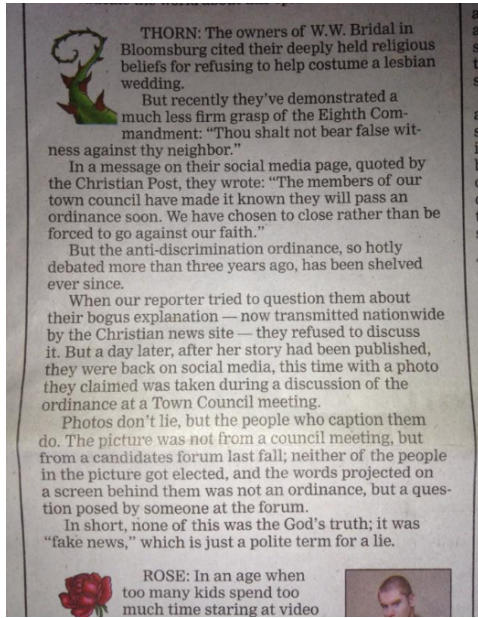 THORN: The owners of W.W. Bridal in
Bloomsburg cited their deeply held religious
beliefs for refusing to help costume a lesbian
wedding.
But recently they’ve demonstrated a
much less firm grasp of the Eighth Com-
mandment: “Thou shalt not bear false wit-
ness against thy neighbor.”
In a message on their social media page, quoted by
the Christian Post, they wrote: “The members of our
town council have made it known they will pass an
ordinance soon. We have chosen to close rather than be
forced to go against our faith.”
But the anti-discrimination ordinance, so hotly
debated more than three years ago, has been shelved
ever since.
When our reporter tried to question them about
their bogus explanation — now transmitted nationwide
by the Christian news site — they refused to discuss
it. But a day later, after her story had been published,
they were back on social media, this time with a photo
they claimed was taken during a discussion of the
ordinance at a Town Council meeting.
Photos don’t lie, but the people who caption them
do. The picture was not from a council meeting, but
from a candidates forum last fall; neither of the people
in the picture got elected, and the words projected on
a screen behind them was not an ordinance, but a ques-
tion posed by someone at the forum.
In short, none of this was the God’s truth; it was
“fake news,” which is just a polite term for a lie.
ROSE: In an age when
too many kids spend too
much time staring at video